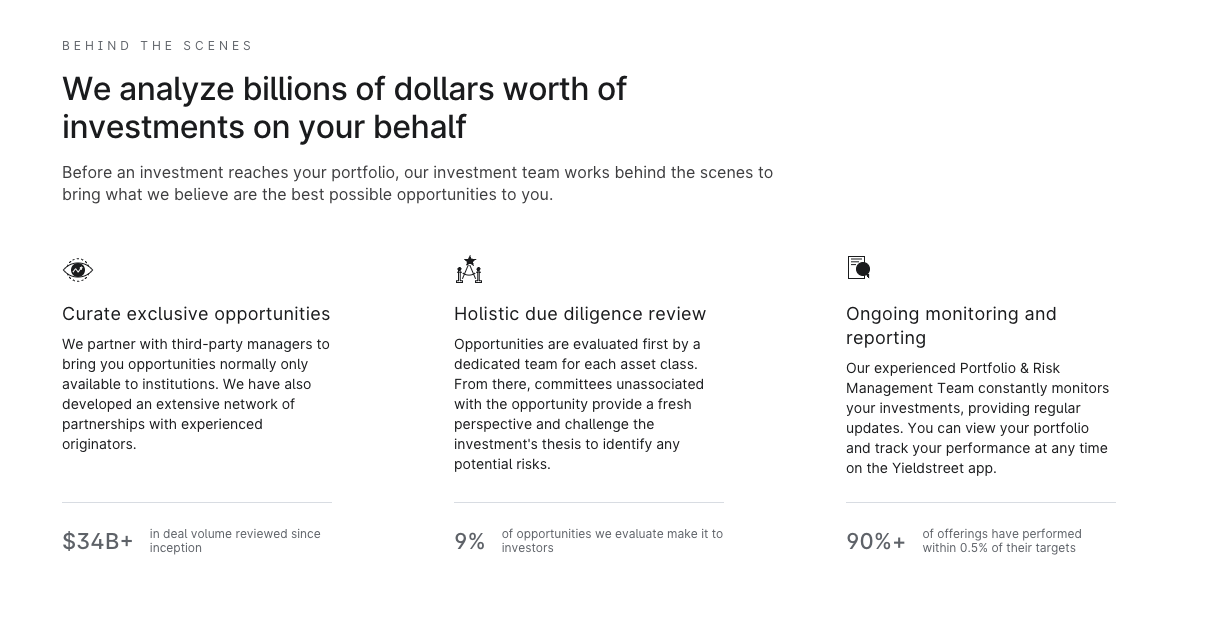 BEHIND THE SCENES
We analyze billions of dollars worth of
investments on your behalf
Before an investment reaches your portfolio, our investment team works behind the scenes to
bring what we believe are the best possible opportunities to you.
Curate exclusive opportunities
We partner with third-party managers to
bring you opportunities normally only
available to institutions. We have also
developed an extensive network of
partnerships with experienced
originators.
$34B+
in deal volume reviewed since
inception
Holistic due diligence review
Opportunities are evaluated first by a
dedicated team for each asset class.
From there, committees unassociated
with the opportunity provide a fresh
perspective and challenge the
investment's thesis to identify any
potential risks.
9%
of opportunities we evaluate make it to
investors
Ongoing monitoring and
reporting
Our experienced Portfolio & Risk
Management Team constantly monitors
your investments, providing regular
updates. You can view your portfolio
and track your performance at any time
on the Yieldstreet app.
90%+
of offerings have performed
within 0.5% of their targets